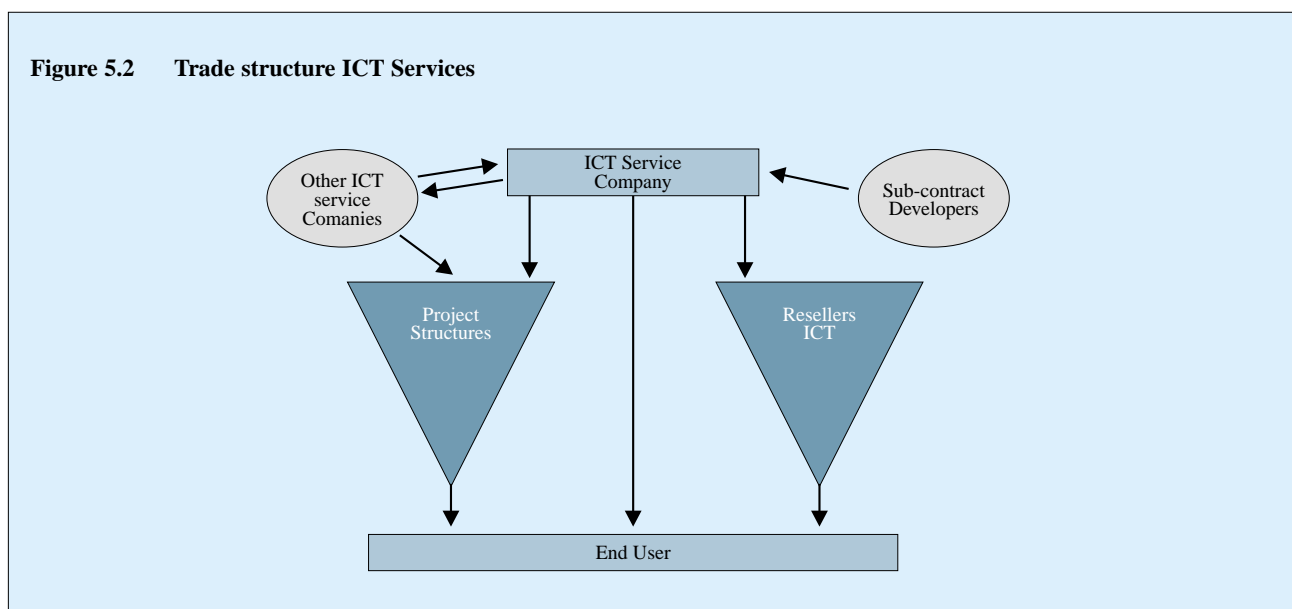 Figure 5.2 Trade structure ICT Services
Other ICT
service
Comanies
ICT Service
Company
Sub-contract
Developers
Project
Structures
Resellers
ICT
End User